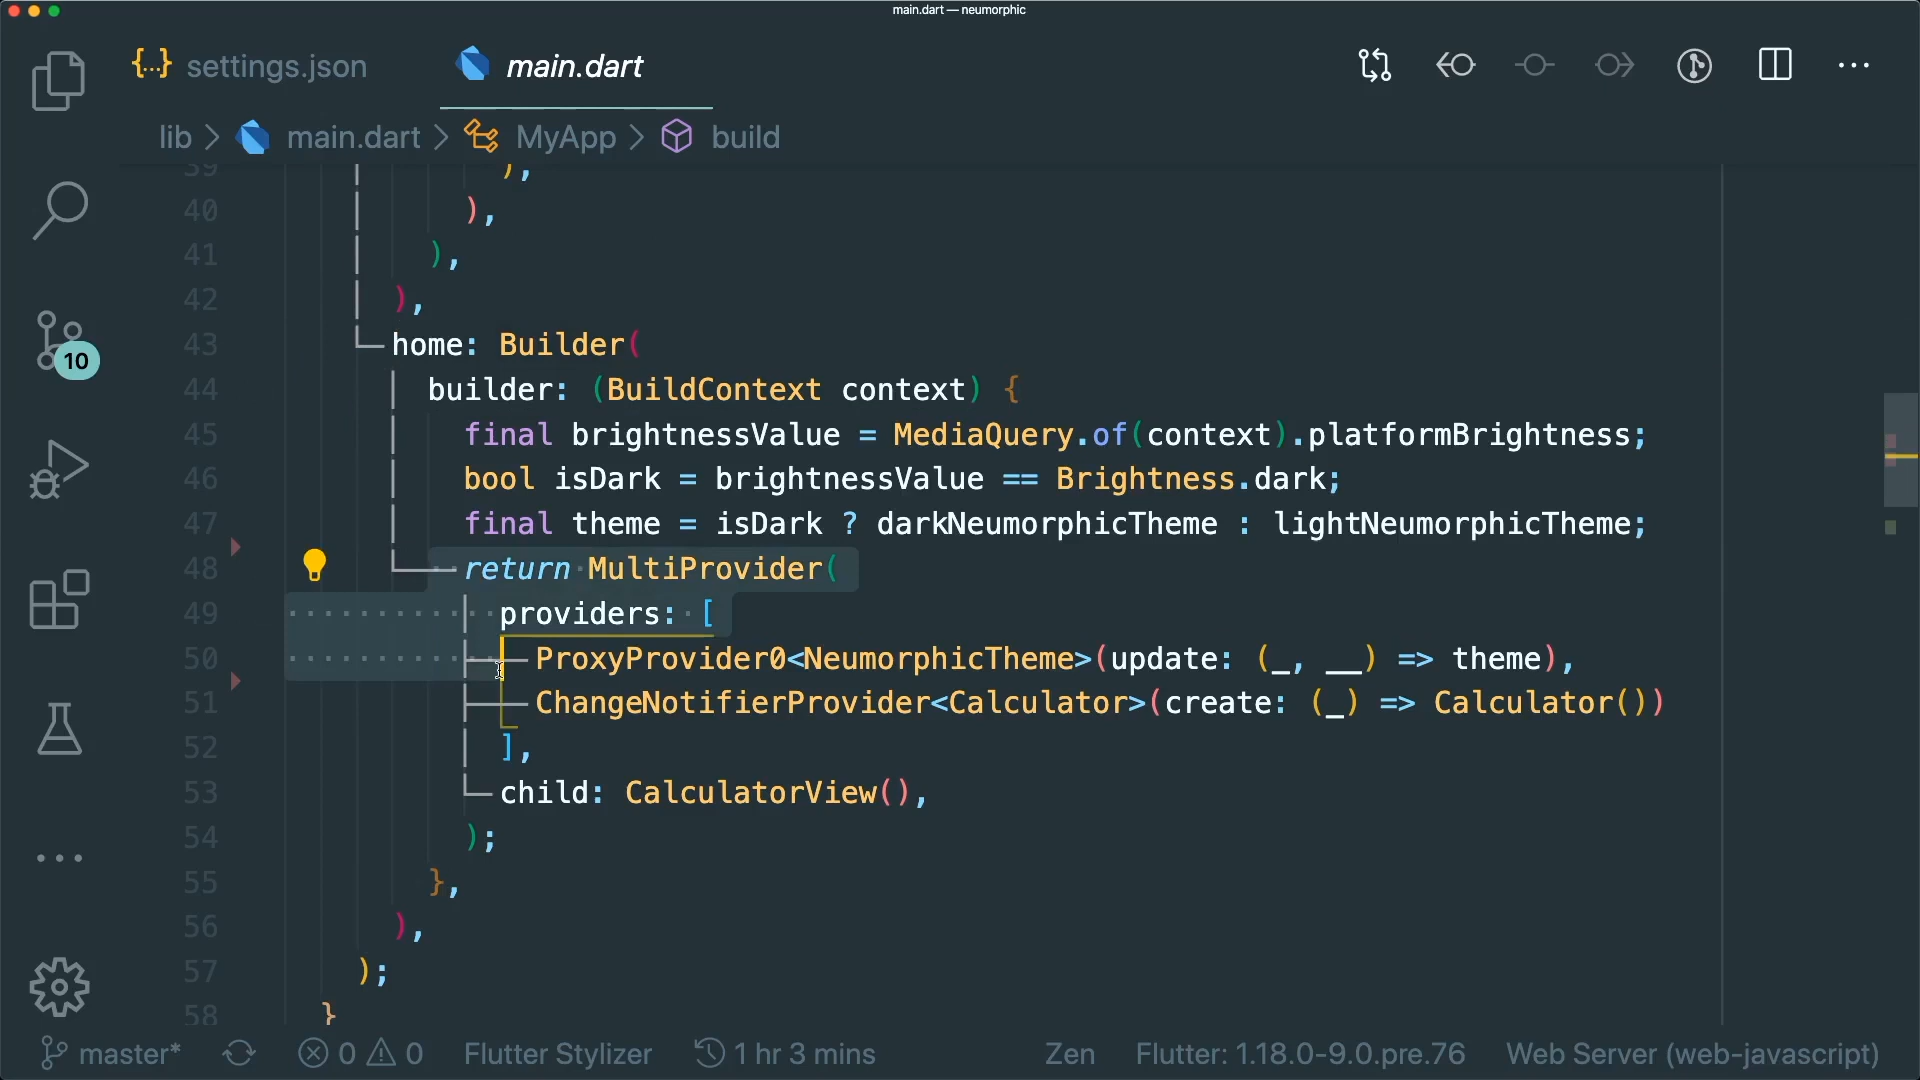 main.dart — neumorphic
{..} settings.json main.dart
lib > main.dart > MyApp > build
39 ),
40 ),
41 ),
42 ),
43 home: Builder(
44 builder: (BuildContext context) {
45 final brightnessValue = MediaQuery.of(context).platformBrightness;
46 bool isDark = brightnessValue == Brightness.dark;
47 final theme = isDark ? darkNeumorphicTheme : lightNeumorphicTheme;
48 return MultiProvider(
49 providers: [
50 ProxyProvider0<NeumorphicTheme>(update: (_, __) => theme),
51 ChangeNotifierProvider<Calculator>(create: (_) => Calculator())
52 ],
53 child: CalculatorView(),
54 );
55 },
56 ),
57 );
58 }
10
master* 0 0 Flutter Stylizer 1 hr 3 mins Zen Flutter: 1.18.0-9.0.pre.76 Web Server (web-javascript)